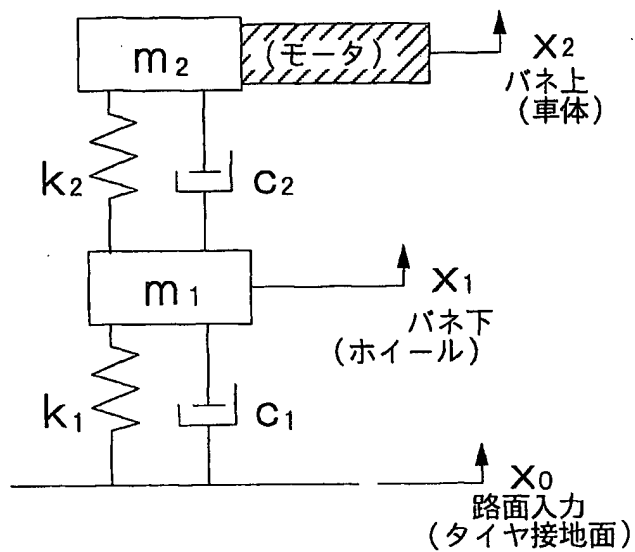 m₂
(モータ)
x₂
バネ上
(車体)
k₂
c₂
m₁
x₁
バネ下
(ホイール)
k₁
c₁
x₀
路面入力
(タイヤ接地面)